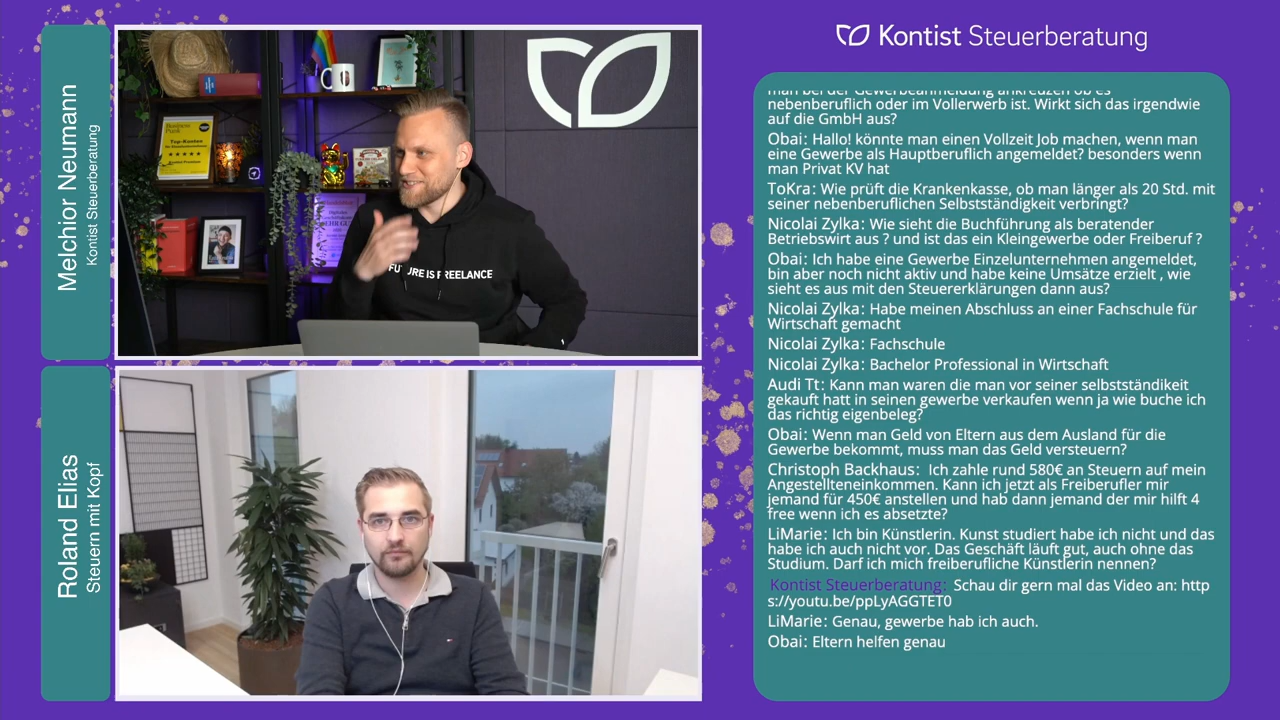 Melchior Neumann
Kontist Steuerberatung
Roland Elias
Steuern mit Kopf
Top-Konten
FUTURE IS FREELANCE
Kontist Steuerberatung
man bei der Gewerbeanmeldung ankreuzen ob es
nebenberuflich oder im Vollerwerb ist. Wirkt sich das irgendwie
auf die GmbH aus?
Obai: Hallo! könnte man einen Vollzeit Job machen, wenn man
eine Gewerbe als Hauptberuflich angemeldet? besonders wenn
man Privat KV hat
ToKra: Wie prüft die Krankenkasse, ob man länger als 20 Std. mit
seiner nebenberuflichen Selbstständigkeit verbringt?
Nicolai Zylka: Wie sieht die Buchführung als beratender
Betriebswirt aus ? und ist das ein Kleingewerbe oder Freiberuf ?
Obai: Ich habe eine Gewerbe Einzelunternehmen angemeldet,
bin aber noch nicht aktiv und habe keine Umsätze erzielt , wie
sieht es aus mit den Steuererklärungen dann aus?
Nicolai Zylka: Habe meinen Abschluss an einer Fachschule für
Wirtschaft gemacht
Nicolai Zylka: Fachschule
Nicolai Zylka: Bachelor Professional in Wirtschaft
Audi Tt: Kann man waren die man vor seiner selbstständikeit
gekauft hatt in seinen gewerbe verkaufen wenn ja wie buche ich
das richtig eigenbeleg?
Obai: Wenn man Geld von Eltern aus dem Ausland für die
Gewerbe bekommt, muss man das Geld versteuern?
Christoph Backhaus: Ich zahle rund 580€ an Steuern auf mein
Angestellteneinkommen. Kann ich jetzt als Freiberufler mir
jemand für 450€ anstellen und hab dann jemand der mir hilft 4
free wenn ich es absetzte?
LiMarie: Ich bin Künstlerin. Kunst studiert habe ich nicht und das
habe ich auch nicht vor. Das Geschäft läuft gut, auch ohne das
Studium. Darf ich mich freiberufliche Künstlerin nennen?
Kontist Steuerberatung: Schau dir gern mal das Video an: http
s://youtu.be/ppLyAGGTET0
LiMarie: Genau, gewerbe hab ich auch.
Obai: Eltern helfen genau